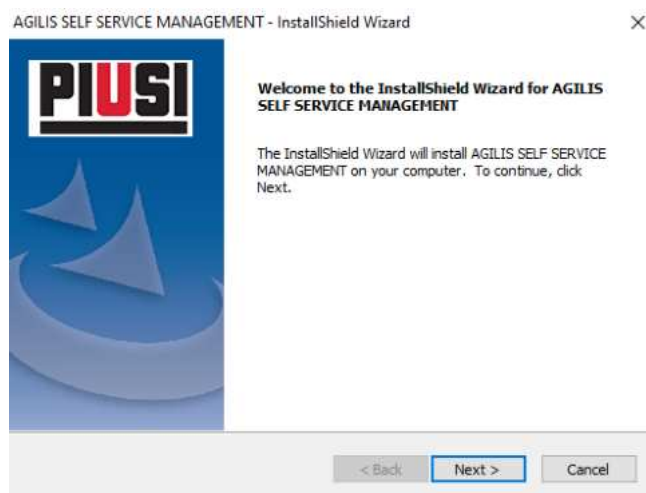 AGILIS SELF SERVICE MANAGEMENT - InstallShield Wizard
PIUSI
Welcome to the InstallShield Wizard for AGILIS
SELF SERVICE MANAGEMENT
The InstallShield Wizard will install AGILIS SELF SERVICE
MANAGEMENT on your computer. To continue, click
Next.
< Back Next > Cancel